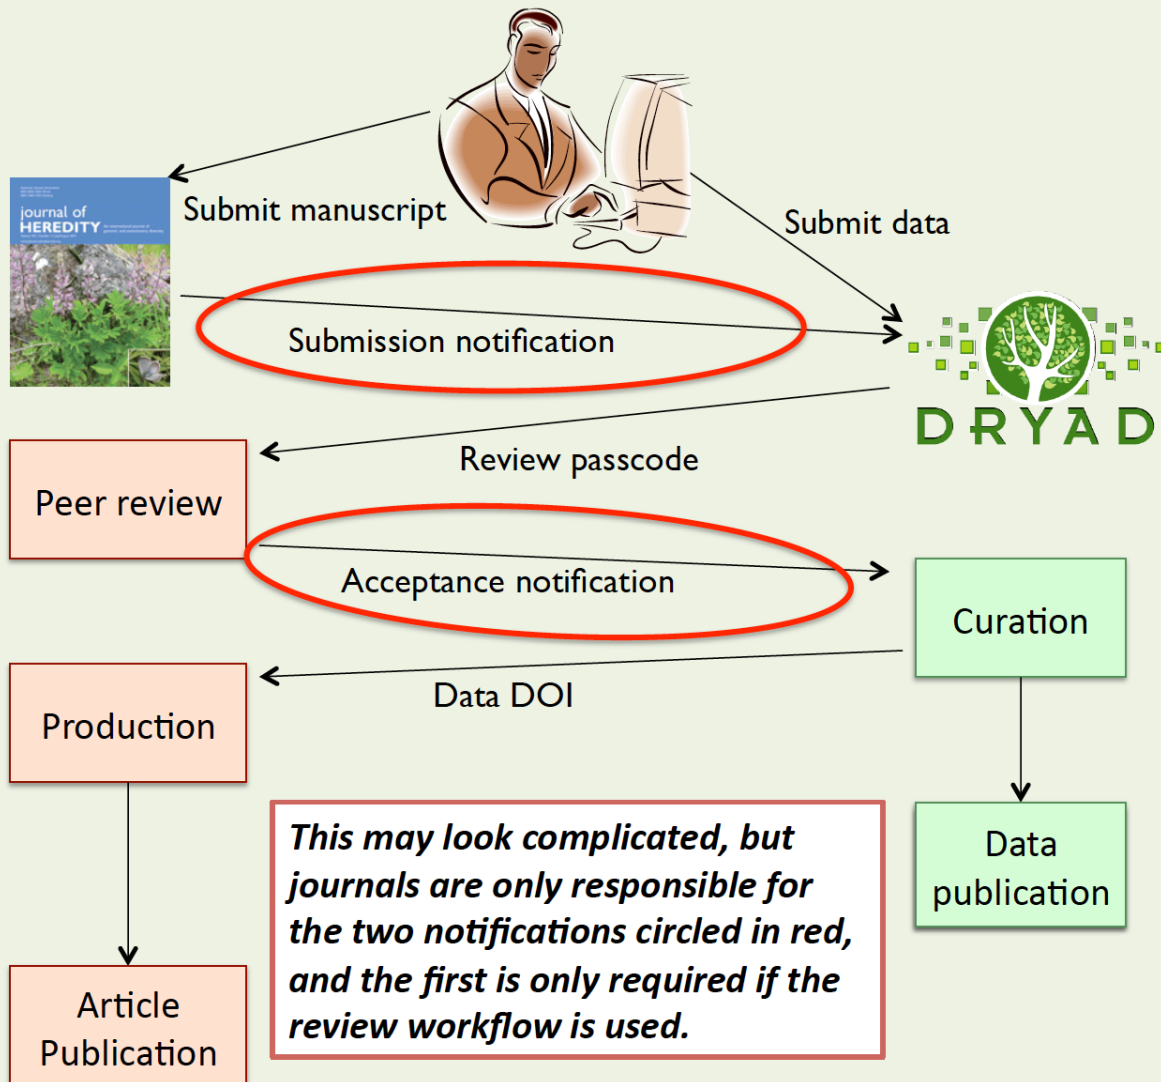 Submit manuscript
Submit data
journal of
HEREDITY
Submission notification
DRYAD
Review passcode
Peer review
Acceptance notification
Curation
Data DOI
Production
This may look complicated, but
journals are only responsible for
the two notifications circled in red,
and the first is only required if the
review workflow is used.
Data
publication
Article
Publication